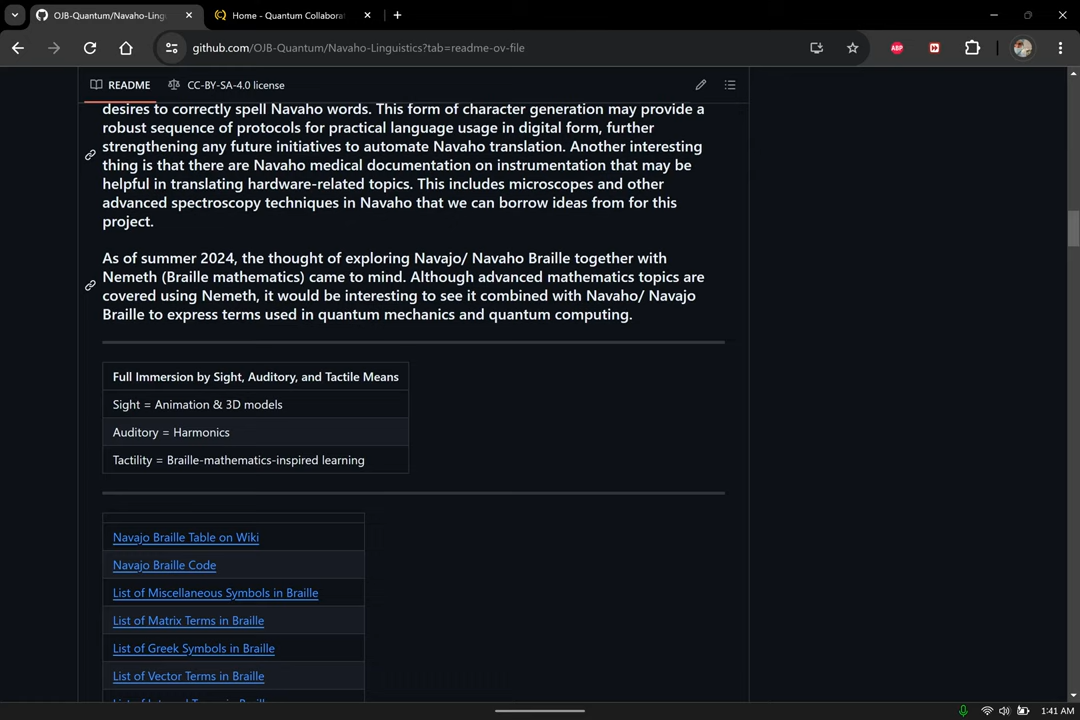 OJB-Quantum/Navaho-Ling
Home - Quantum Collabora
github.com/OJB-Quantum/Navaho-Linguistics?tab=readme-ov-file
ABP
README
CC-BY-SA-4.0 license
desires to correctly spell Navaho words. This form of character generation may provide a
robust sequence of protocols for practical language usage in digital form, further
strengthening any future initiatives to automate Navaho translation. Another interesting
thing is that there are Navaho medical documentation on instrumentation that may be
helpful in translating hardware-related topics. This includes microscopes and other
advanced spectroscopy techniques in Navaho that we can borrow ideas from for this
project.
As of summer 2024, the thought of exploring Navajo/ Navaho Braille together with
Nemeth (Braille mathematics) came to mind. Although advanced mathematics topics are
covered using Nemeth, it would be interesting to see it combined with Navaho/ Navajo
Braille to express terms used in quantum mechanics and quantum computing.
Full Immersion by Sight, Auditory, and Tactile Means
Sight = Animation & 3D models
Auditory = Harmonics
Tactility = Braille-mathematics-inspired learning
Navajo Braille Table on Wiki
Navajo Braille Code
List of Miscellaneous Symbols in Braille
List of Matrix Terms in Braille
List of Greek Symbols in Braille
List of Vector Terms in Braille
1:41 AM